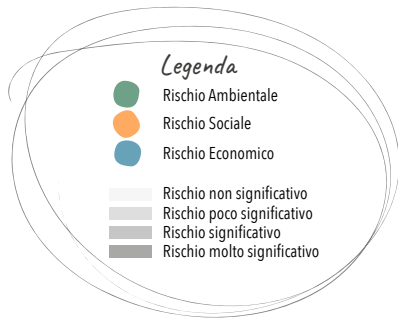 Legenda
Rischio Ambientale
Rischio Sociale
Rischio Economico
Rischio non significativo
Rischio poco significativo
Rischio significativo
Rischio molto significativo